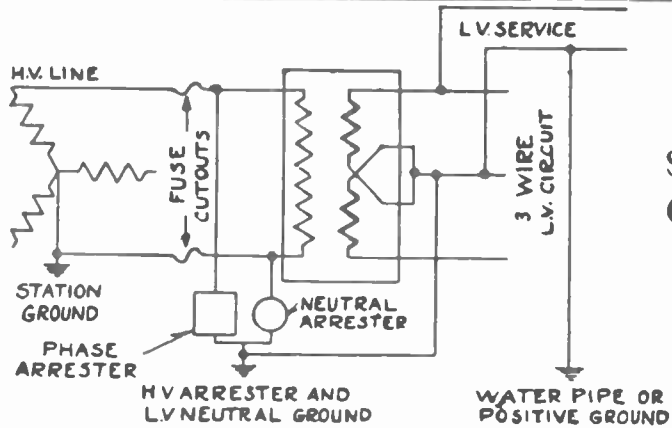 L.V. SERVICE
H.V. LINE
FUSE
CUTOUTS
3 WIRE
L.V. CIRCUIT
STATION
GROUND
NEUTRAL
ARRESTER
PHASE
ARRESTER
H V ARRESTER AND
L.V NEUTRAL GROUND
WATER PIPE OR
POSITIVE GROUND